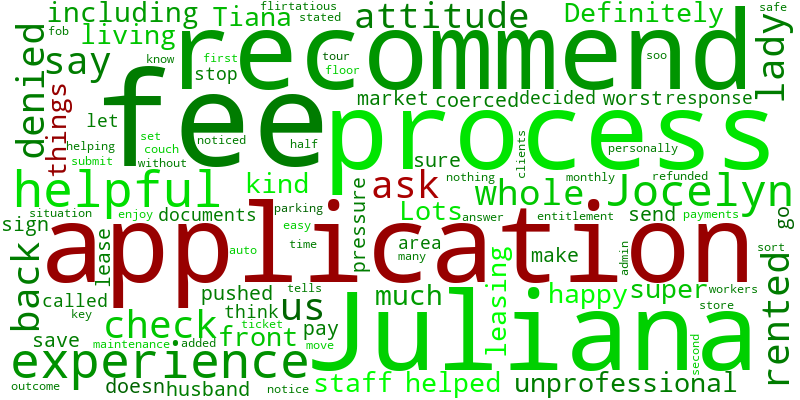 including
Tiana
flirtatious
stated
attitude
Definitely
safe
fob
living
recommend
lady
say
know
first
tour
soo
stop
floor
denied
things
fee
market
coerced
decided
worst
response
let
process
helping
set
couch
noticed
half
clients
personally
submit
without
sure
helpful
kind
ask
nothing
whole
monthly
refunded
Jocelyn
situation
enjoy
documents
parking
pressure
Lots
answer
entitlement
send
payments
go
sign
application
easy
back
lease
auto
time
area
many
make
admin
sort
called
pushed
tells
us
much
leasing
happy
super
workers
rented
key
think
Juliana
store
check
save
maintenance
added
front
ticket
pay
move
second
experience
outcome
doesn
husband
notice
staff
helped
unprofessional